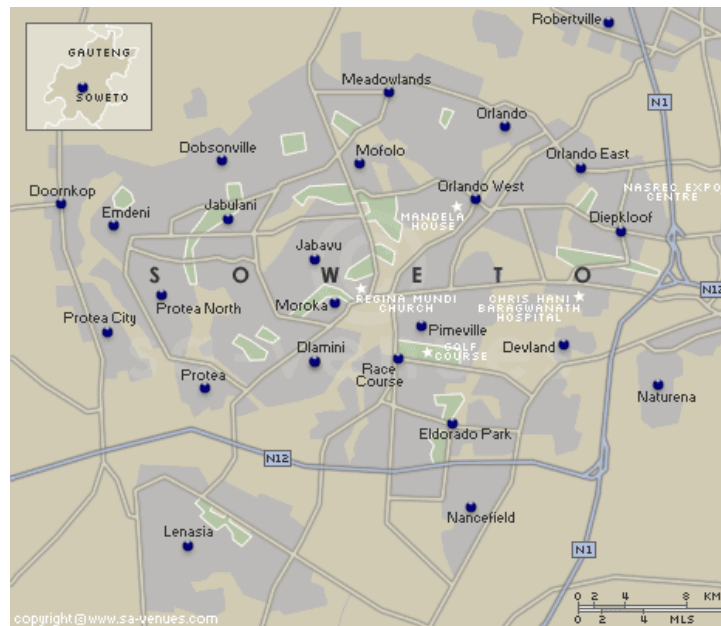 Robertville
GAUTENG
SOWETO
Meadowlands
N1
Orlando
Dobsonville
Mofolo
Orlando East
Doornkop
Emdeni
Jabulani
Orlando West
NASREC EXPO
CENTRE
MANDELA
HOUSE
Diepkloof
Jabavu
SOWETO
Protea North
Moroka
REGINA MUNDI
CHURCH
CHRIS HANI
BARAGWANATH
HOSPITAL
N12
Protea City
Pimeville
Dlamini
GOLF
COURSE
Devland
Race
Course
Protea
Naturena
Eldorado Park
N12
Nancefield
Lenasia
N1
0 2 4 8 KM
0 2 4 8 MLS
copyright@www.sa-venues.com